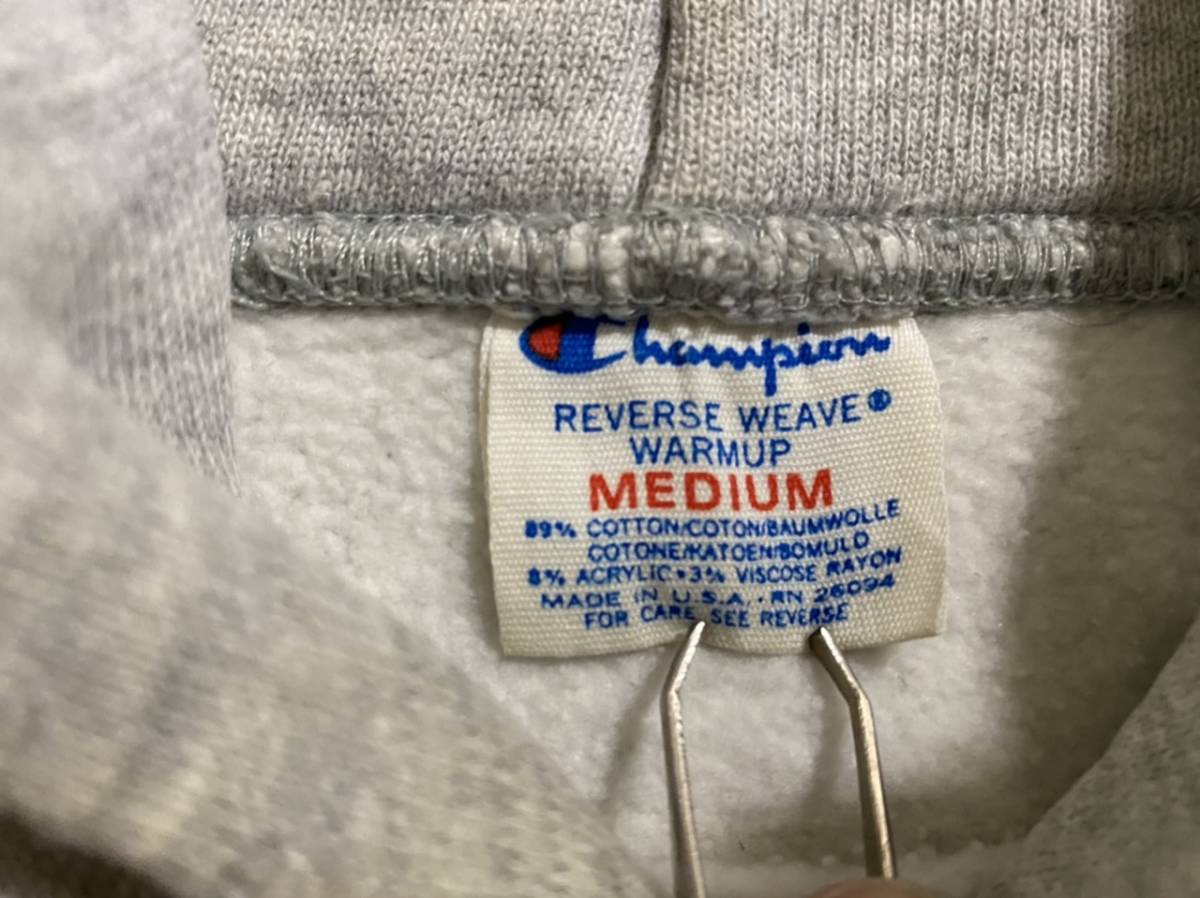 Champion
REVERSE WEAVE®
WARMUP
MEDIUM
89% COTTON/COTON/BAUMWOLLE
COTONE/KATOEN/BOMULD
8% ACRYLIC•3% VISCOSE RAYON
MADE IN U.S.A. • RN 26094
FOR CARE SEE REVERSE